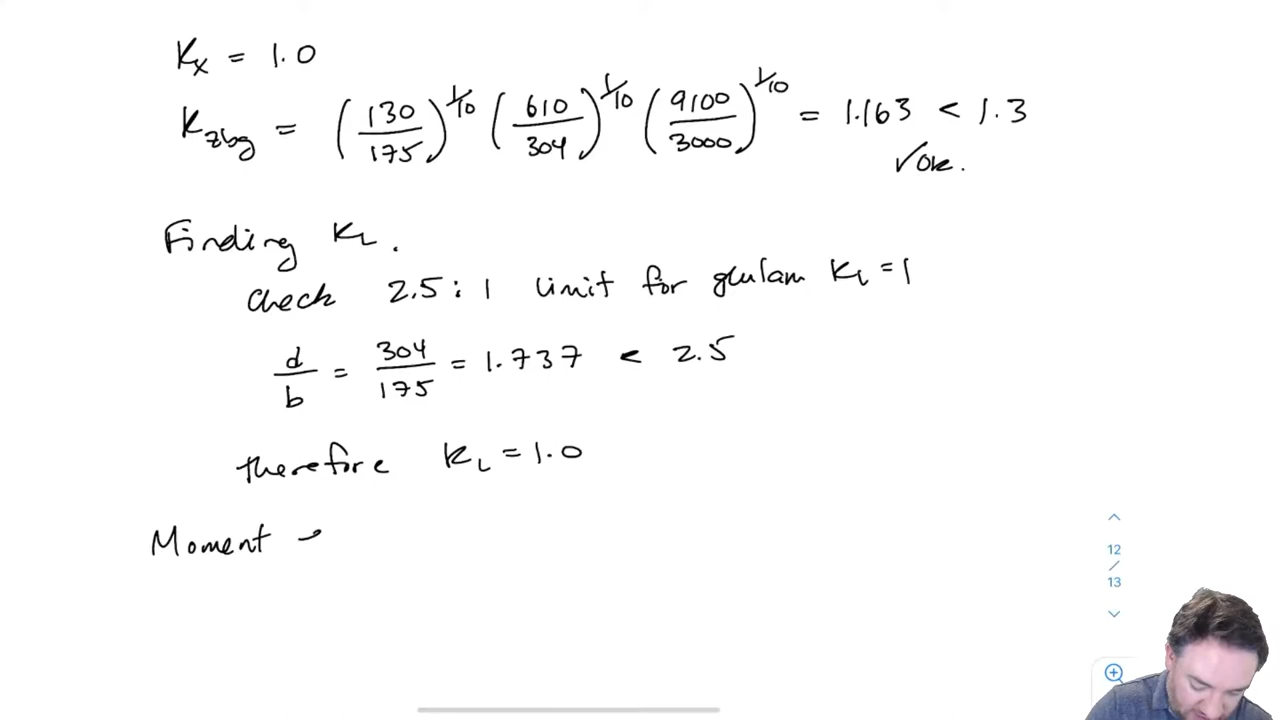 Kx = 1.0
Kzbg = (130/175)^1/10 (610/304)^1/10 (9100/3000)^1/10 = 1.163 < 1.3
✓ok.
Finding KL.
check 2.5:1 limit for glulam KL = 1
d/b = 304/175 = 1.737 < 2.5
therefore KL = 1.0
Moment
12
/
13